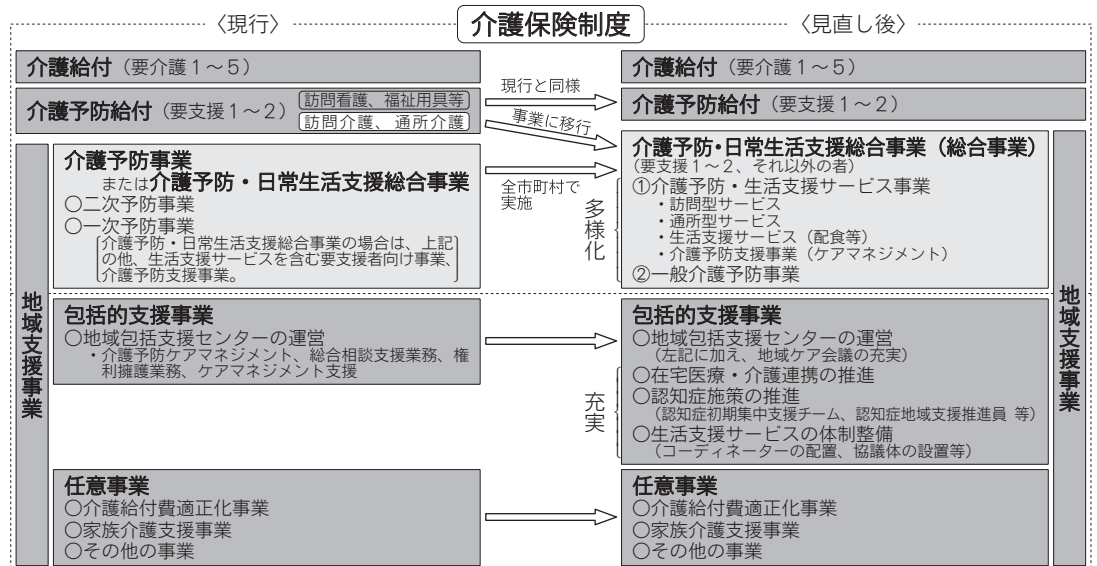 〈現行〉
介護保険制度
〈見直し後〉
介護給付（要介護１～５）
介護予防給付（要支援１～２）
訪問看護、福祉用具等
訪問介護、通所介護
地域支援事業
介護予防事業
または介護予防・日常生活支援総合事業
○二次予防事業
○一次予防事業
介護予防・日常生活支援総合事業の場合は、上記
の他、生活支援サービスを含む要支援者向け事業、
介護予防支援事業。
包括的支援事業
○地域包括支援センターの運営
・介護予防ケアマネジメント、総合相談支援業務、権
利擁護業務、ケアマネジメント支援
任意事業
○介護給付費適正化事業
○家族介護支援事業
○その他の事業
現行と同様
事業に移行
全市町村で
実施
多様化
充実
介護給付（要介護１～５）
介護予防給付（要支援１～２）
介護予防・日常生活支援総合事業（総合事業）
（要支援１～２、それ以外の者）
①介護予防・生活支援サービス事業
・訪問型サービス
・通所型サービス
・生活支援サービス（配食等）
・介護予防支援事業（ケアマネジメント）
②一般介護予防事業
包括的支援事業
○地域包括支援センターの運営
（左記に加え、地域ケア会議の充実）
○在宅医療・介護連携の推進
○認知症施策の推進
（認知症初期集中支援チーム、認知症地域支援推進員 等）
○生活支援サービスの体制整備
（コーディネーターの配置、協議体の設置等）
任意事業
○介護給付費適正化事業
○家族介護支援事業
○その他の事業
地域支援事業